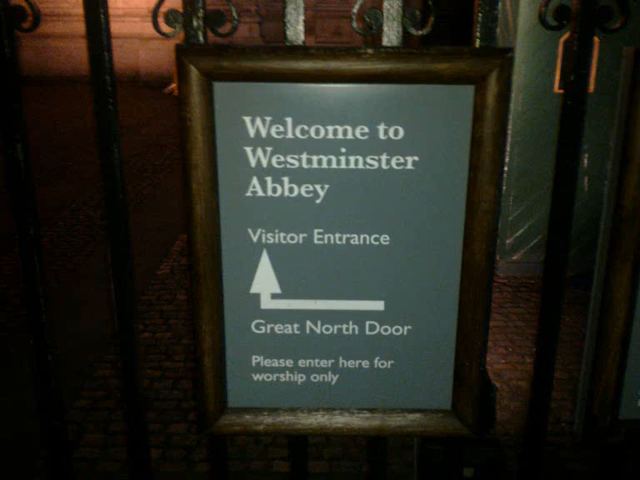 Welcome to
Westminster
Abbey
Visitor Entrance
Great North Door
Please enter here for
worship only